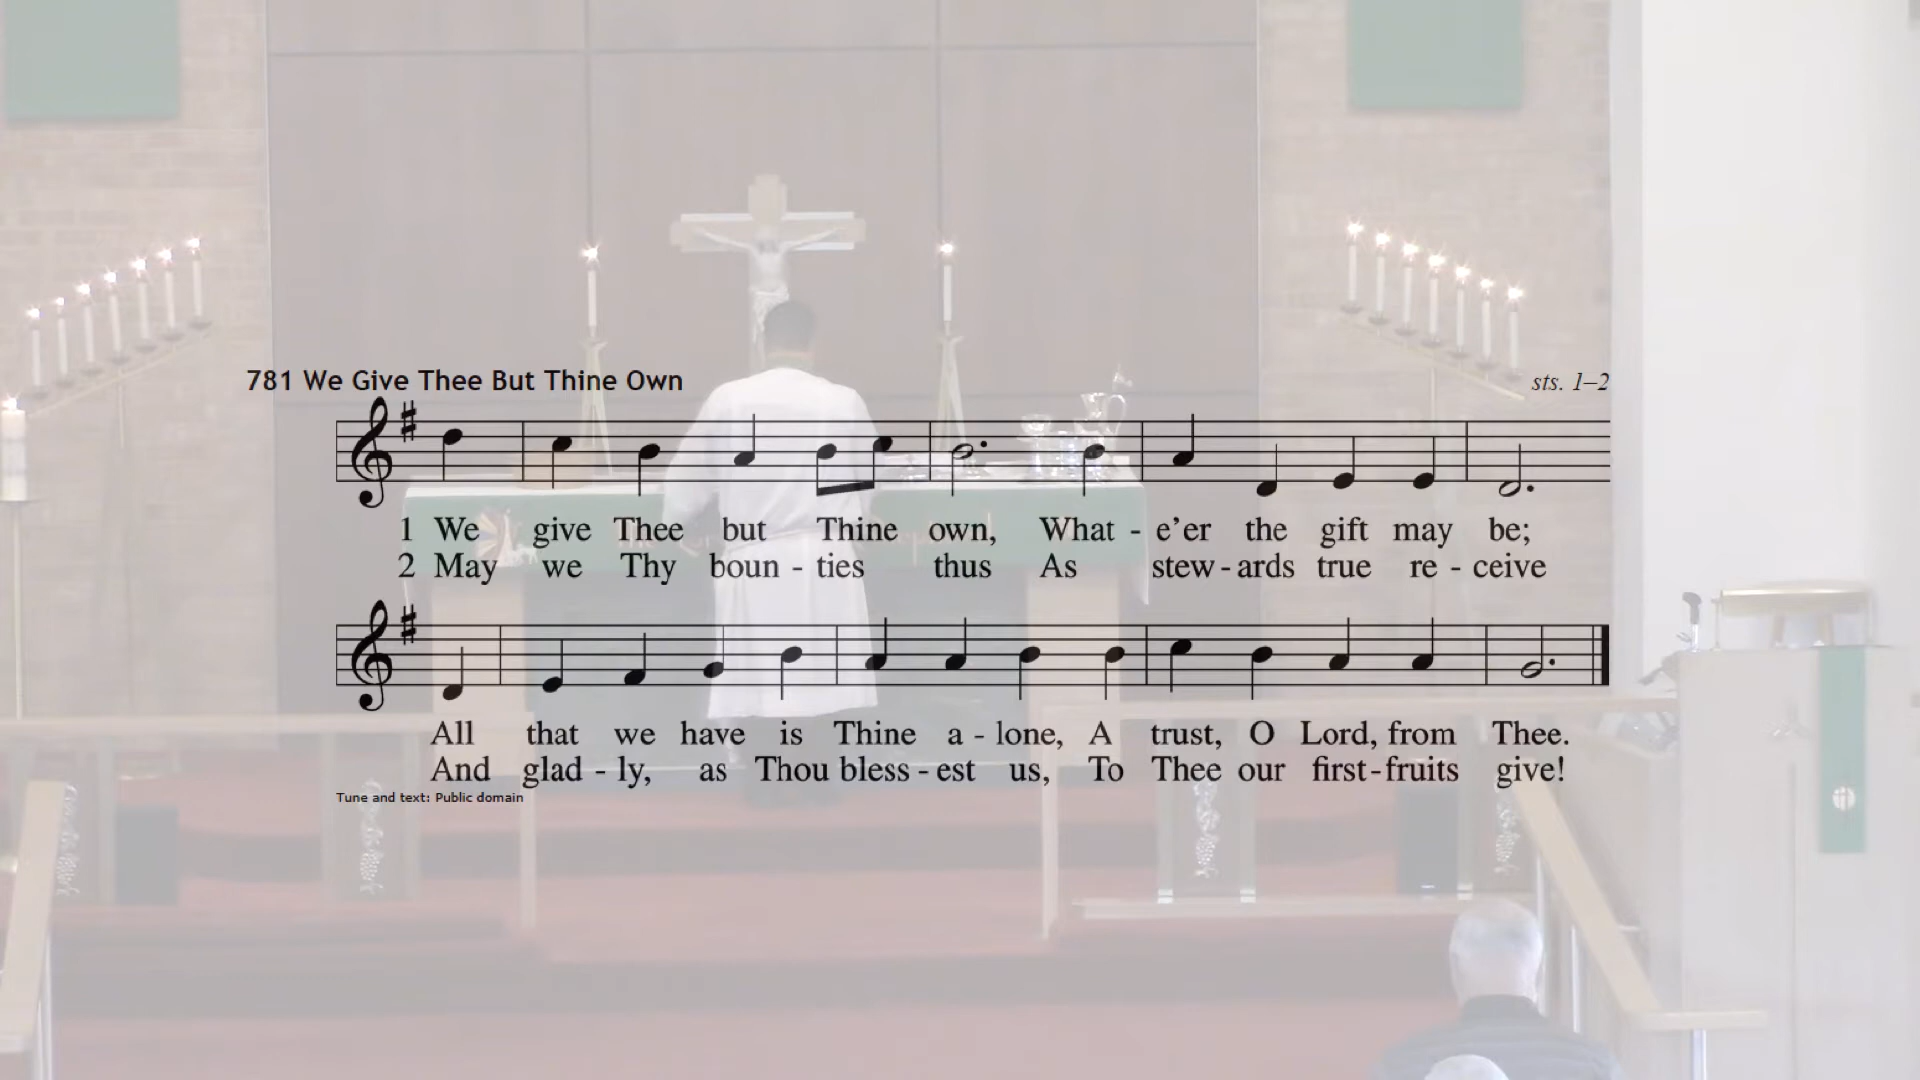 781 We Give Thee But Thine Own
sts. 1–2
1 We give Thee but Thine own, What - e’er the gift may be;
2 May we Thy boun - ties thus As stew - ards true re - ceive
All that we have is Thine a - lone, A trust, O Lord, from Thee.
And glad - ly, as Thou bless - est us, To Thee our first - fruits give!
Tune and text: Public domain